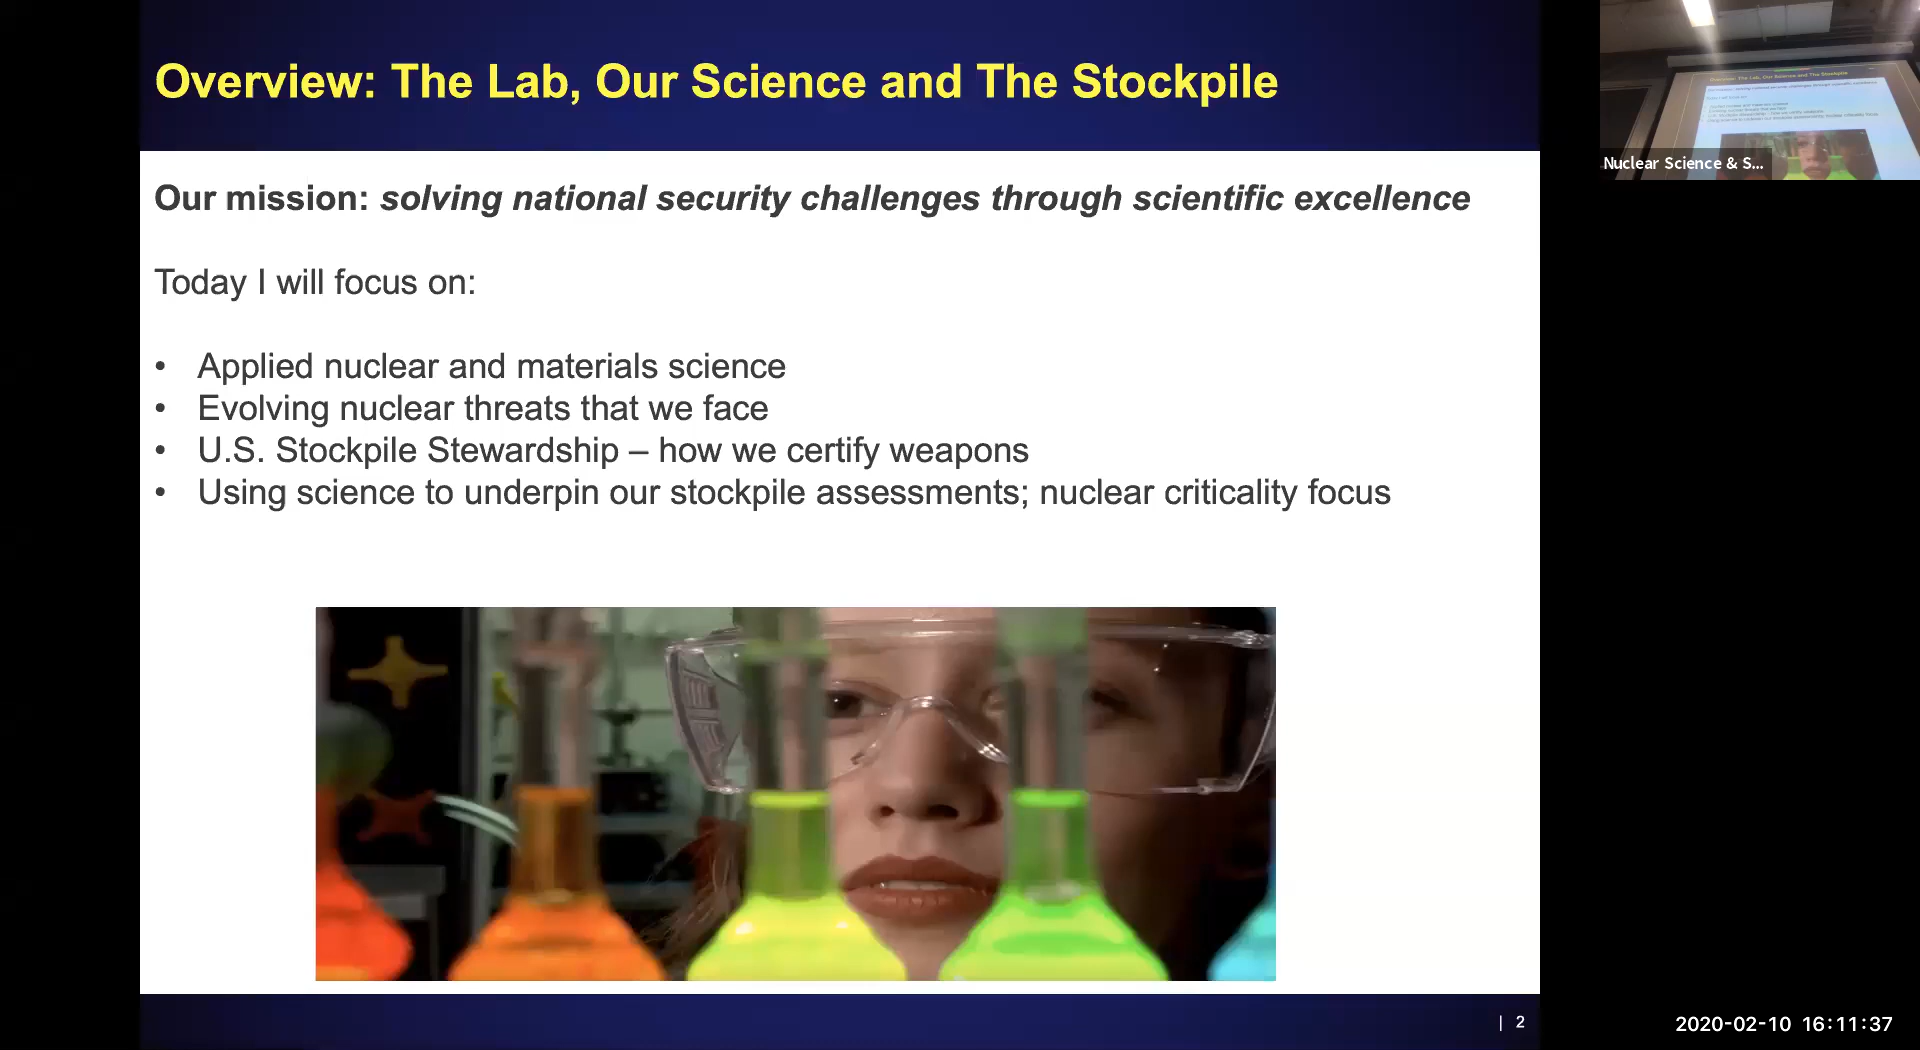 Overview: The Lab, Our Science and The Stockpile
Our mission: solving national security challenges through scientific excellence
Today I will focus on:
• Applied nuclear and materials science
• Evolving nuclear threats that we face
• U.S. Stockpile Stewardship – how we certify weapons
• Using science to underpin our stockpile assessments; nuclear criticality focus
| 2
Nuclear Science & S...
2020-02-10 16:11:37